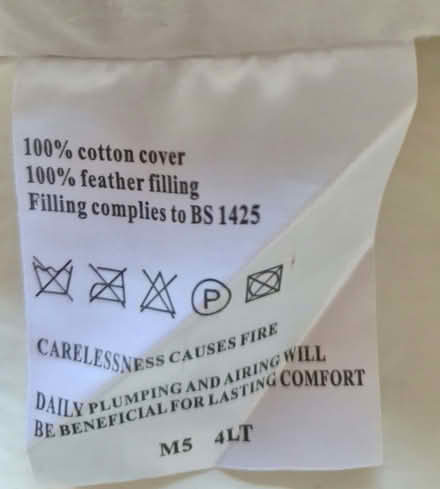 100% cotton cover
100% feather filling
Filling complies to BS 1425
P
CARELESSNESS CAUSES FIRE
DAILY PLUMPING AND AIRING WILL
BE BENEFICIAL FOR LASTING COMFORT
M5 4LT